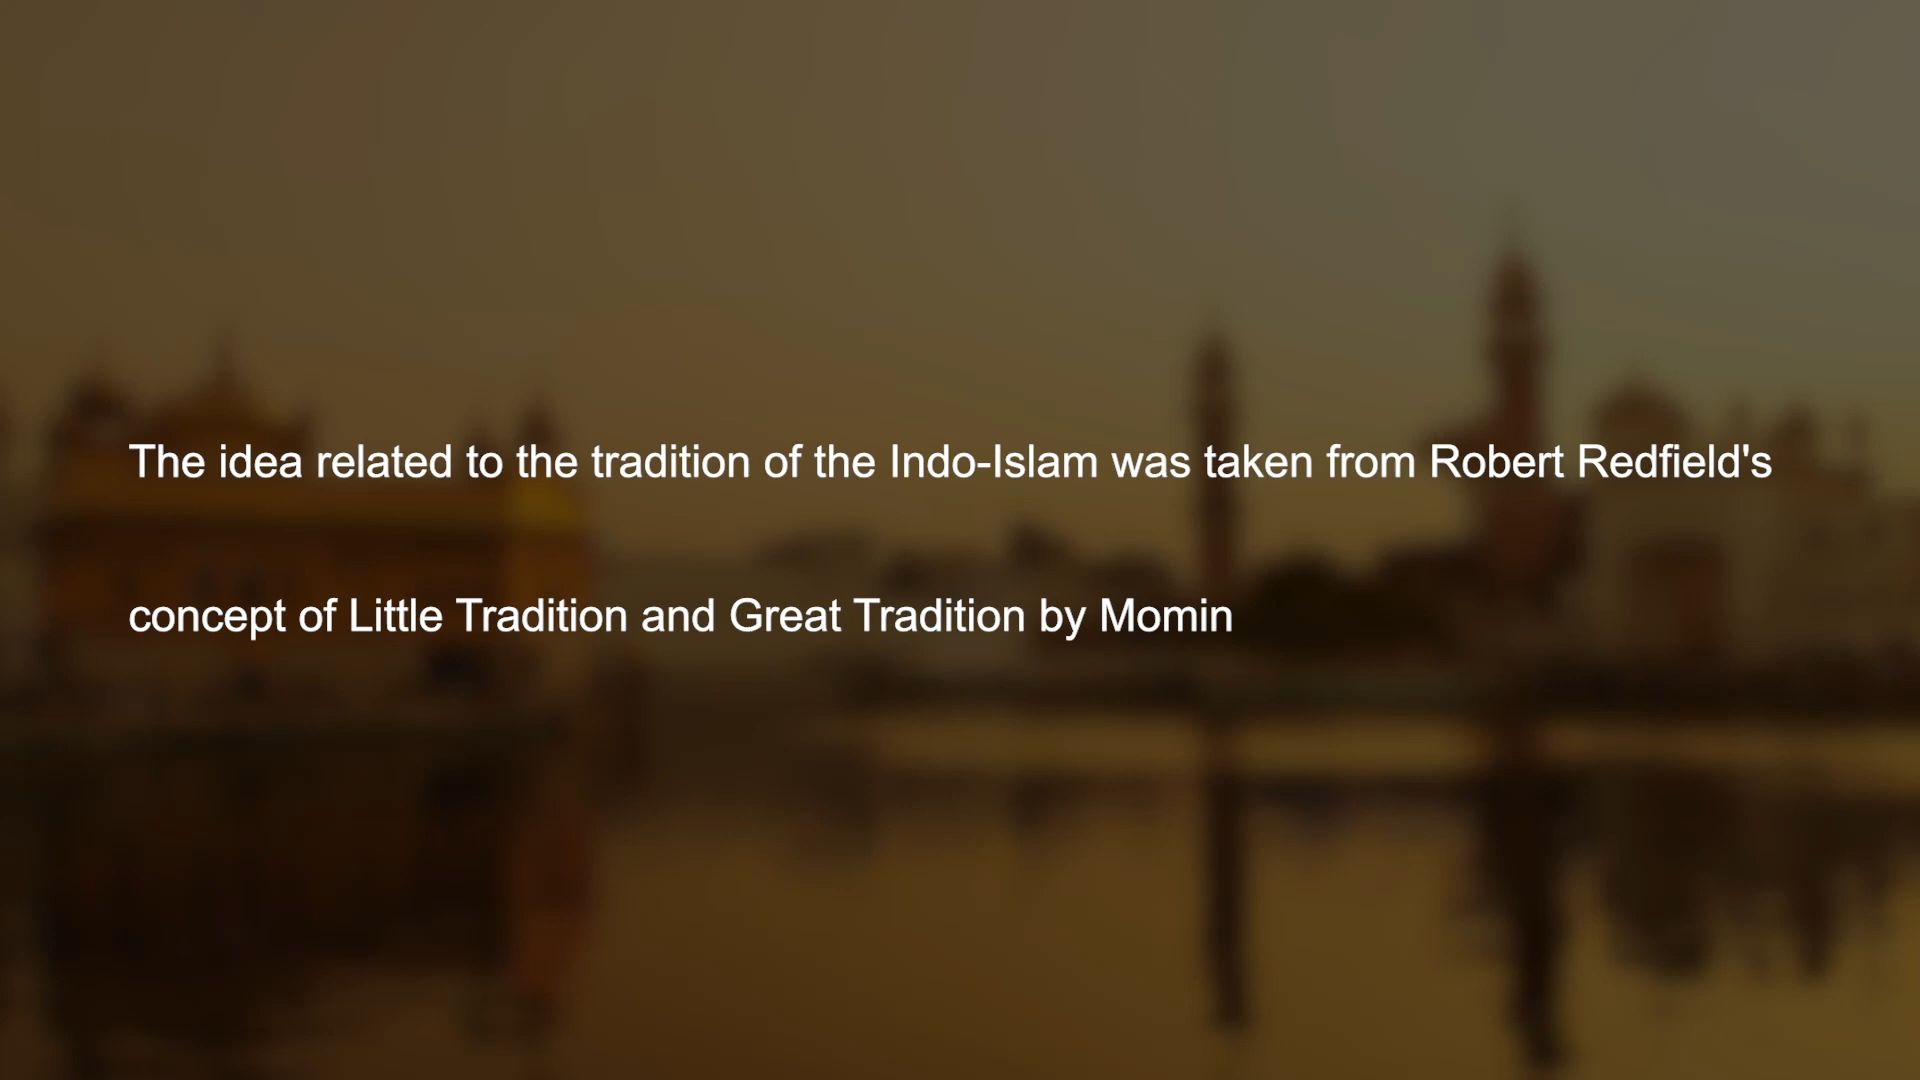 The idea related to the tradition of the Indo-Islam was taken from Robert Redfield's
concept of Little Tradition and Great Tradition by Momin